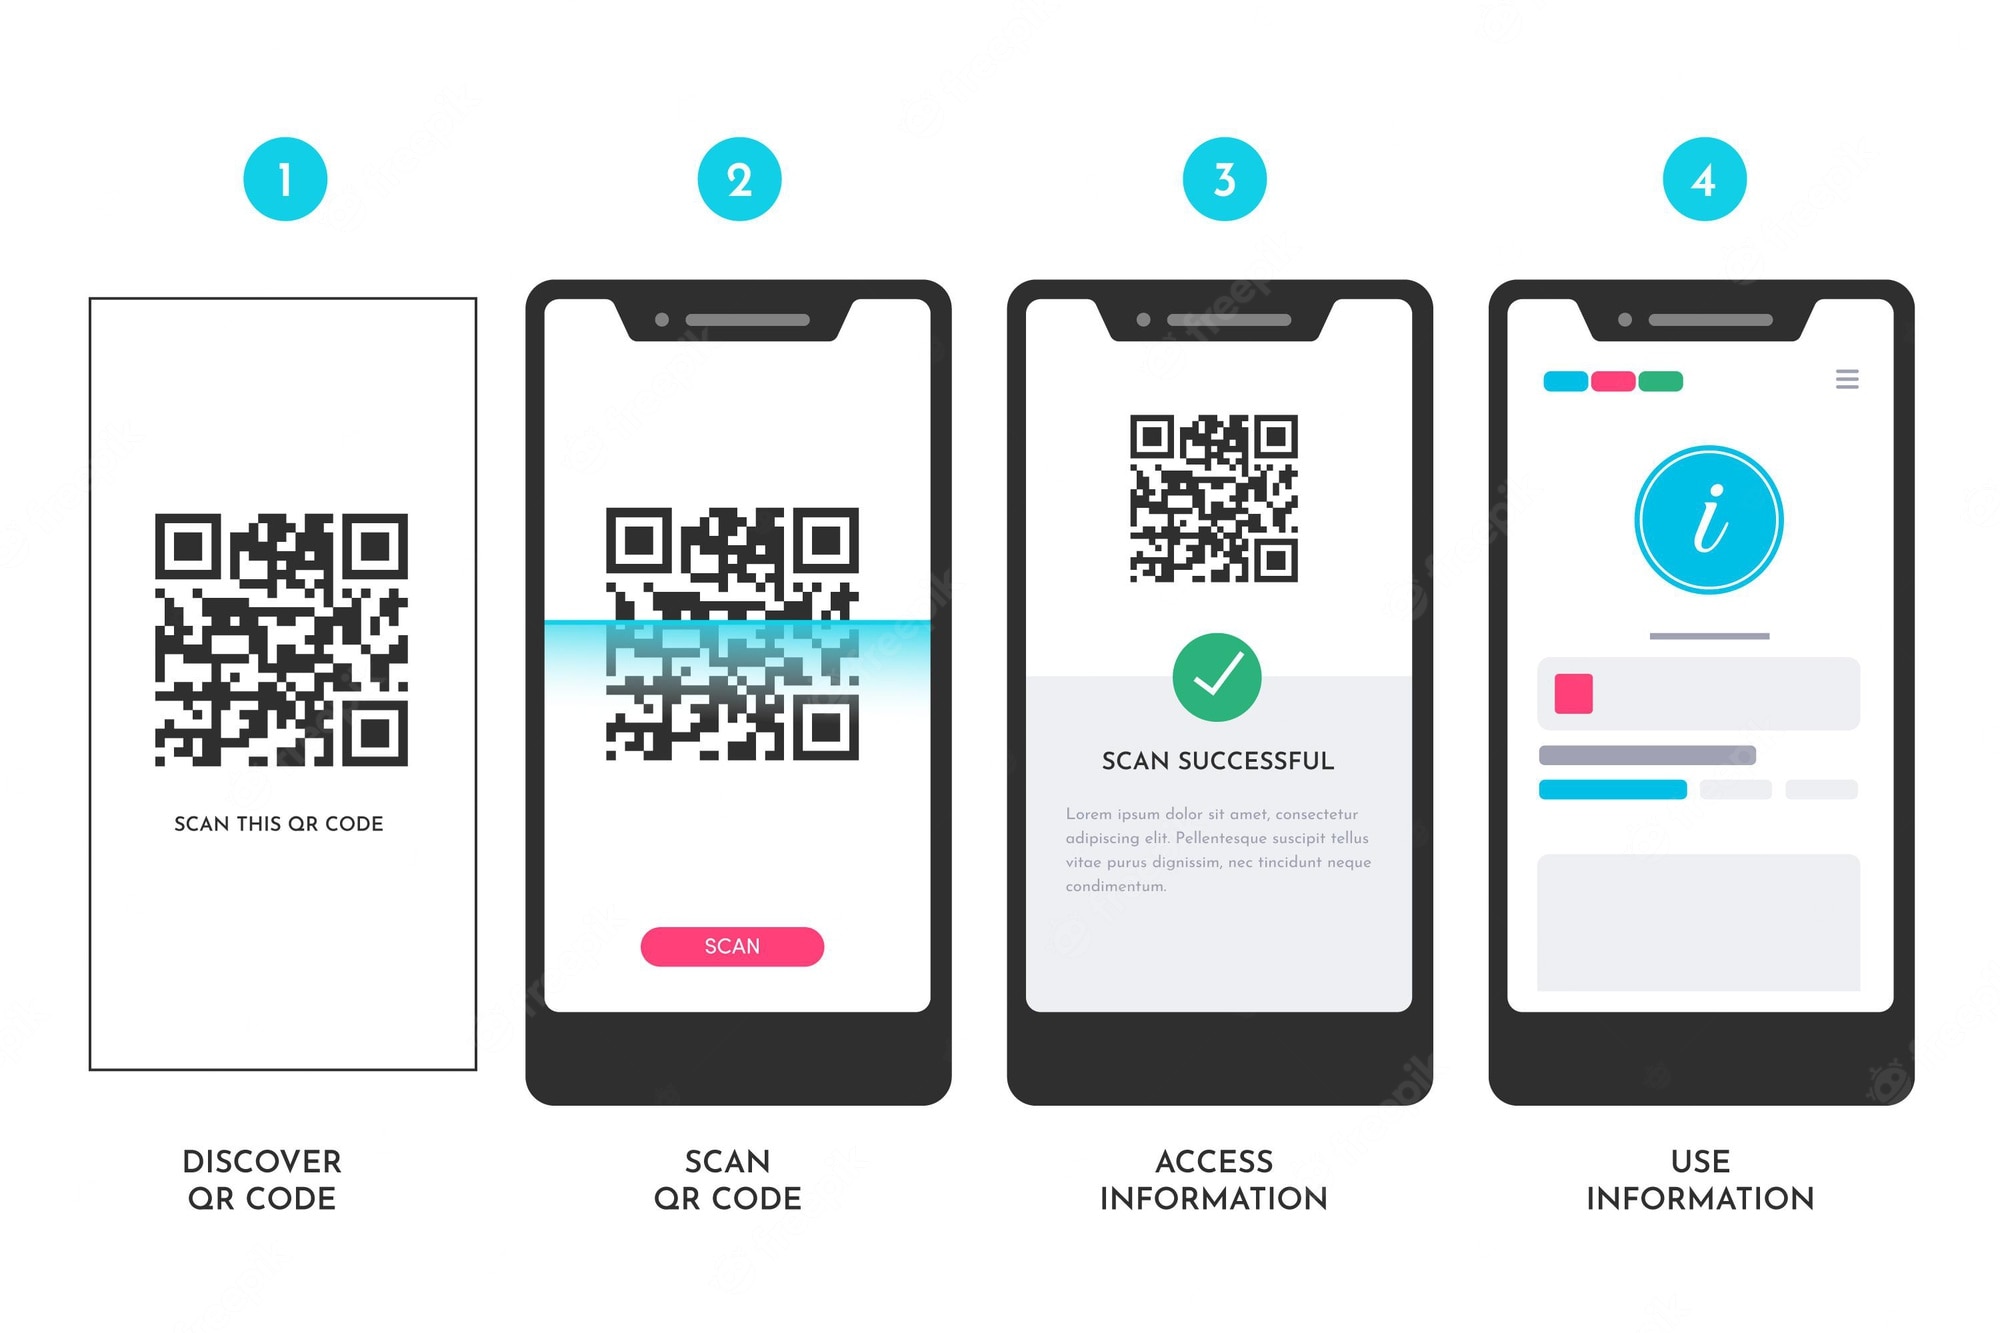 1
2
3
4
SCAN THIS QR CODE
SCAN
SCAN SUCCESSFUL
Lorem ipsum dolor sit amet, consectetur
adipiscing elit. Pellentesque suscipit tellus
vitae purus dignissim, nec tincidunt neque
condimentum.
i
DISCOVER
QR CODE
SCAN
QR CODE
ACCESS
INFORMATION
USE
INFORMATION
freepik